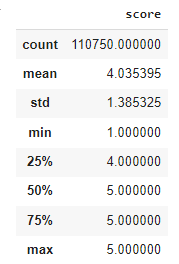 score
count 110750.000000
mean 4.035395
std 1.385325
min 1.000000
25% 4.000000
50% 5.000000
75% 5.000000
max 5.000000